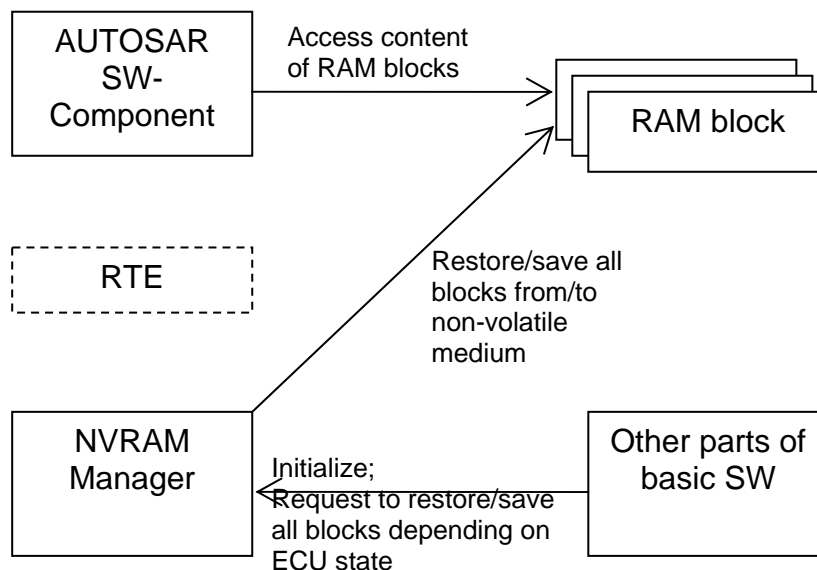 AUTOSAR
SW-
Component
Access content
of RAM blocks
RAM block
RTE
Restore/save all
blocks from/to
non-volatile
medium
NVRAM
Manager
Initialize;
Request to restore/save
all blocks depending on
ECU state
Other parts of
basic SW